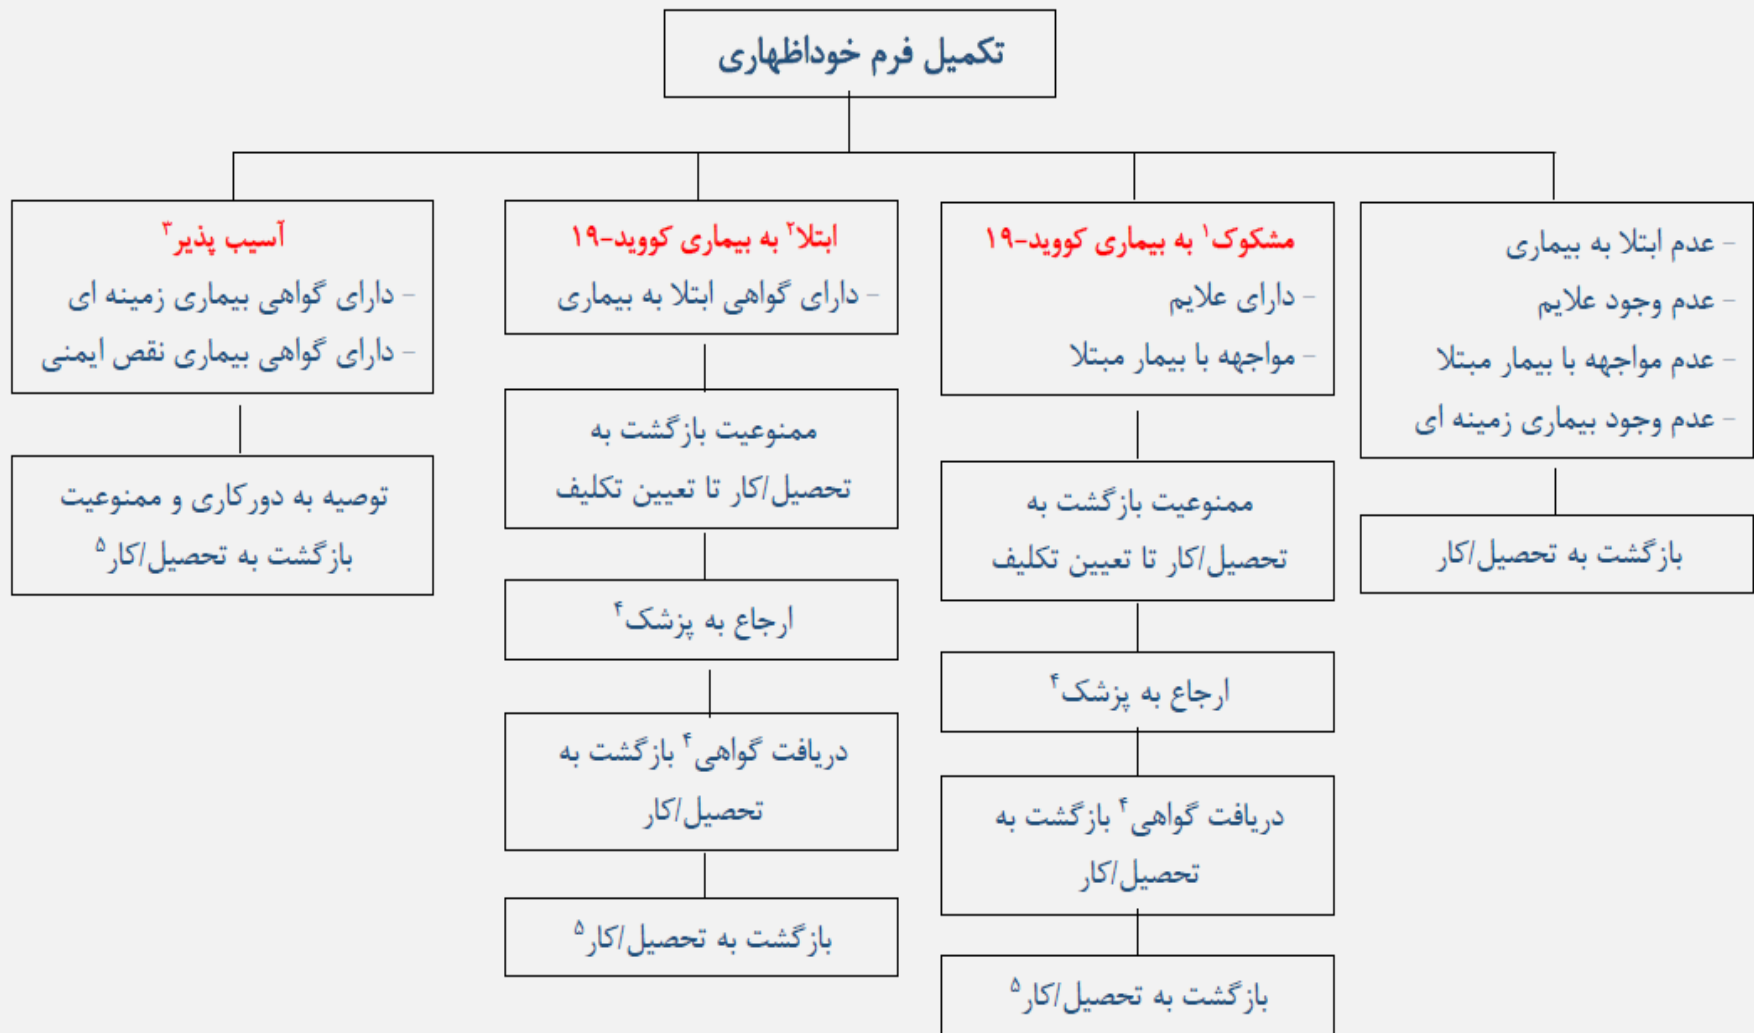 تکمیل فرم خوداظهاری
- عدم ابتلا به بیماری
- عدم وجود علایم
- عدم مواجهه با بیمار مبتلا
- عدم وجود بیماری زمینه ای
بازگشت به تحصیل/کار
مشکوک۱ به بیماری کووید-۱۹
- دارای علایم
- مواجهه با بیمار مبتلا
ممنوعیت بازگشت به
تحصیل/کار تا تعیین تکلیف
ارجاع به پزشک۴
دریافت گواهی۴ بازگشت به
تحصیل/کار
بازگشت به تحصیل/کار۵
ابتلا۲ به بیماری کووید-۱۹
- دارای گواهی ابتلا به بیماری
ممنوعیت بازگشت به
تحصیل/کار تا تعیین تکلیف
ارجاع به پزشک۴
دریافت گواهی۴ بازگشت به
تحصیل/کار
بازگشت به تحصیل/کار۵
آسیب پذیر۳
- دارای گواهی بیماری زمینه ای
- دارای گواهی بیماری نقص ایمنی
توصیه به دورکاری و ممنوعیت
بازگشت به تحصیل/کار۵